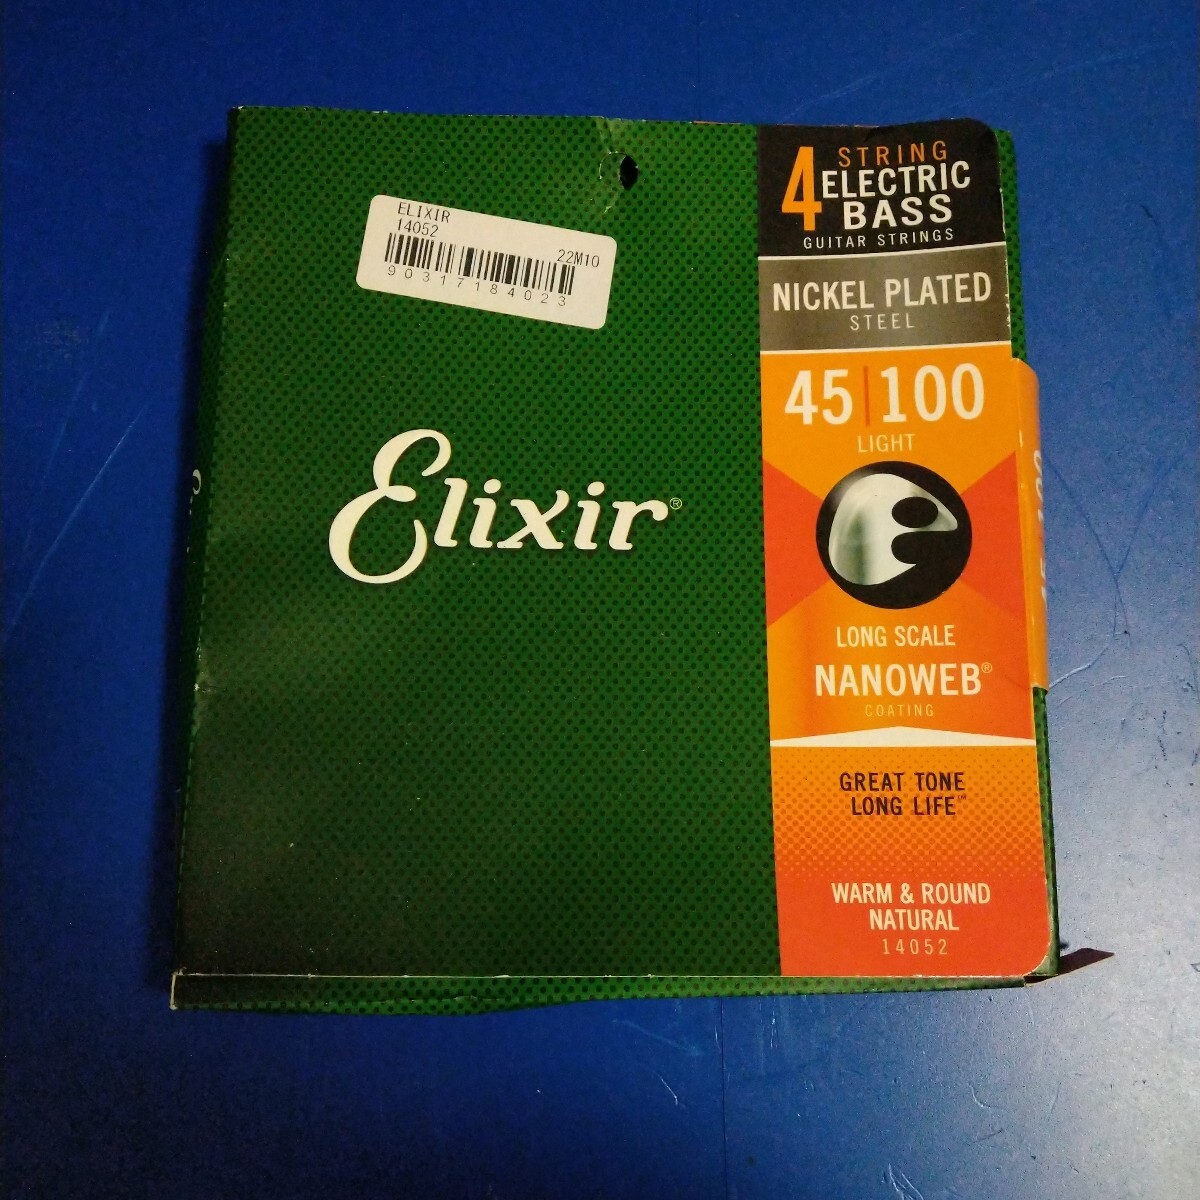 ELIXIR
14052
22M10
90317184023
Elixir®
4 STRING
ELECTRIC
BASS
GUITAR STRINGS
NICKEL PLATED
STEEL
45|100
LIGHT
LONG SCALE
NANOWEB®
COATING
GREAT TONE
LONG LIFE™
WARM & ROUND
NATURAL
14052